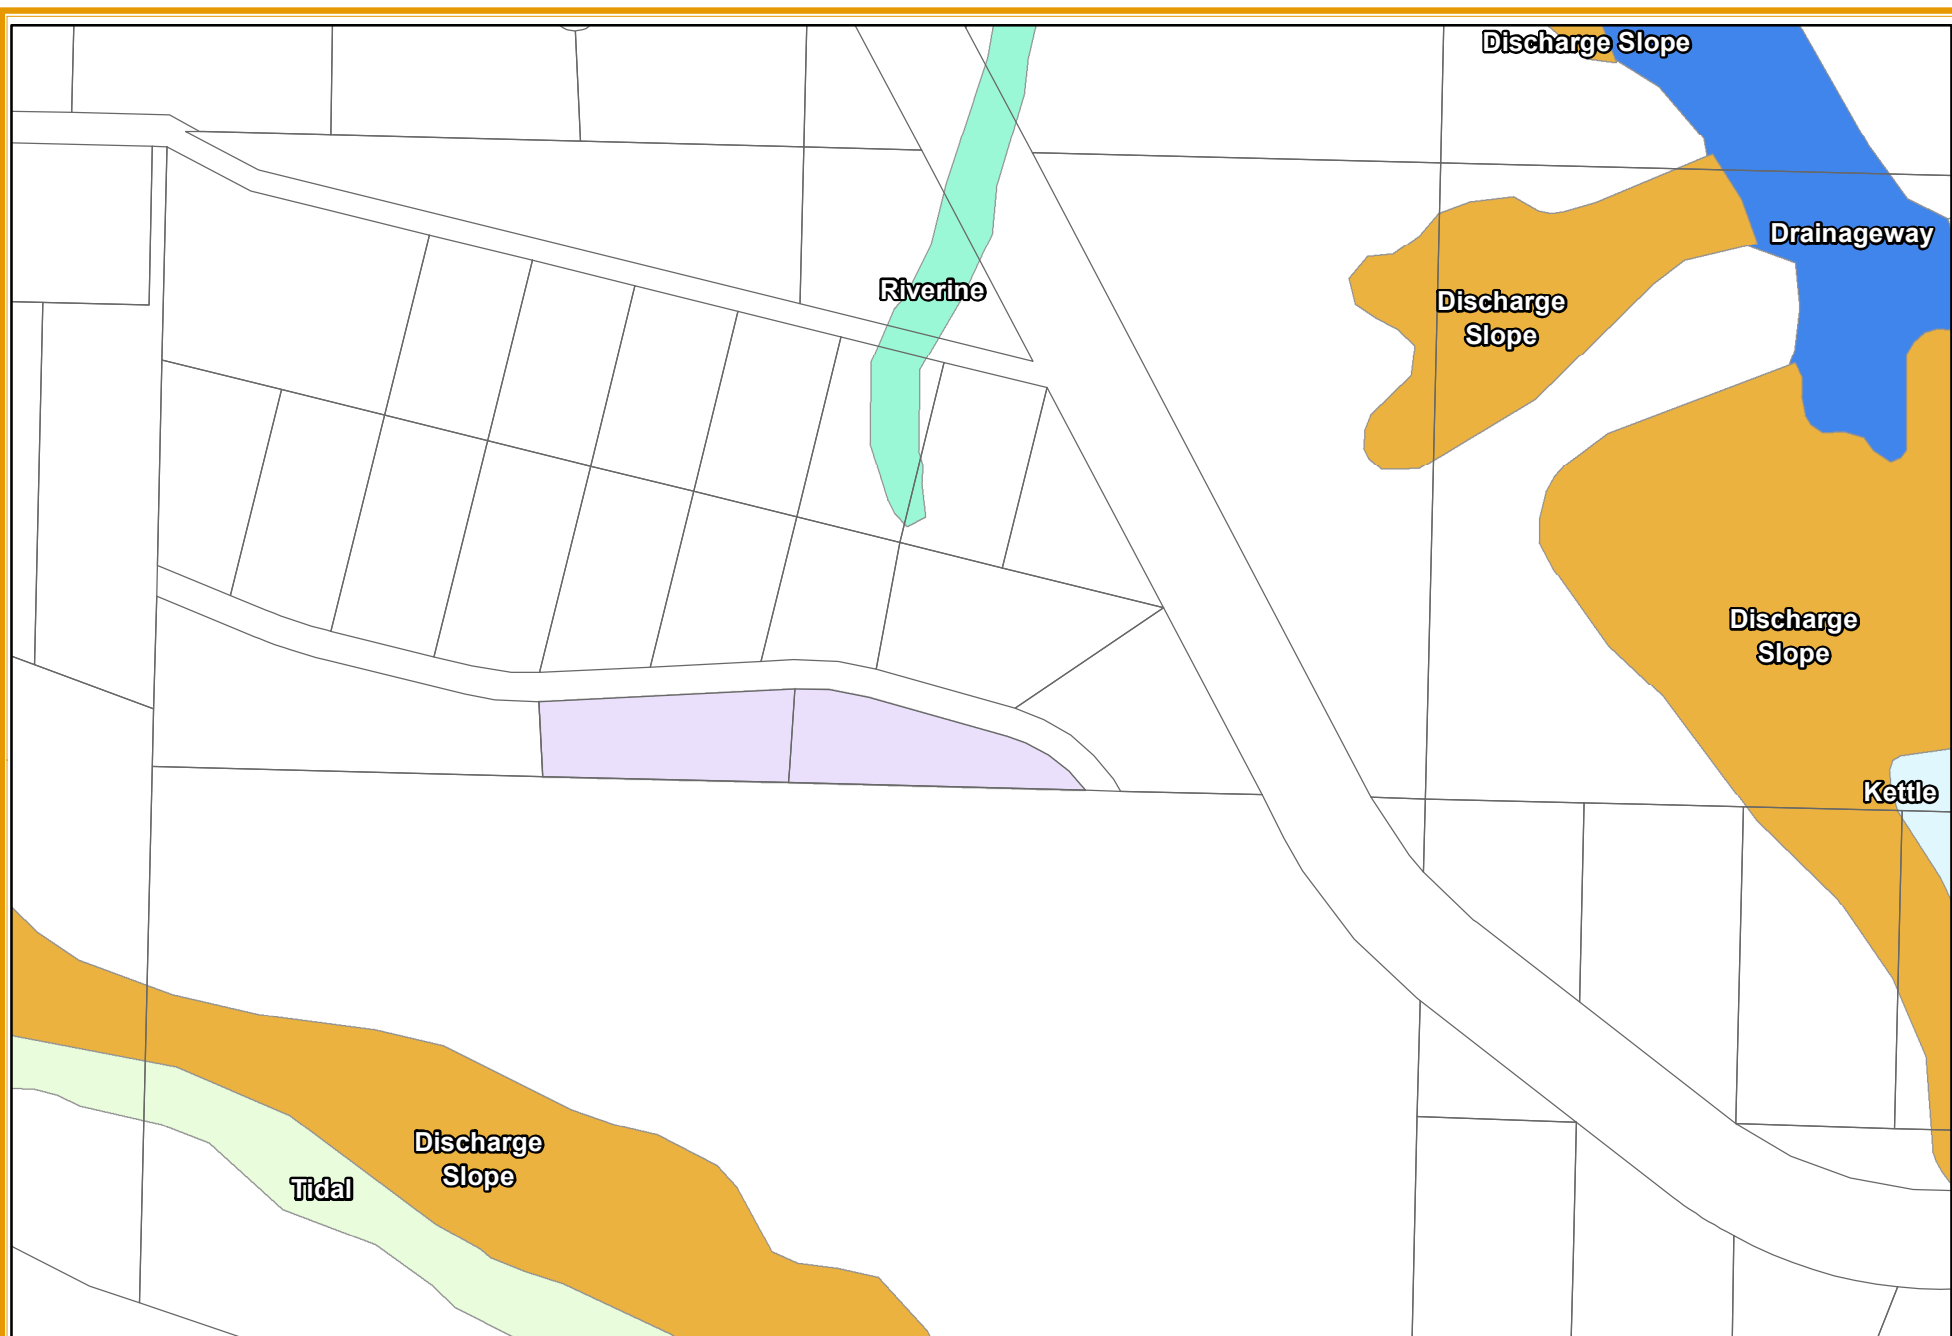 Discharge Slope
Drainageway
Riverine
Discharge
Slope
Discharge
Slope
Kettle
Discharge
Slope
Tidal